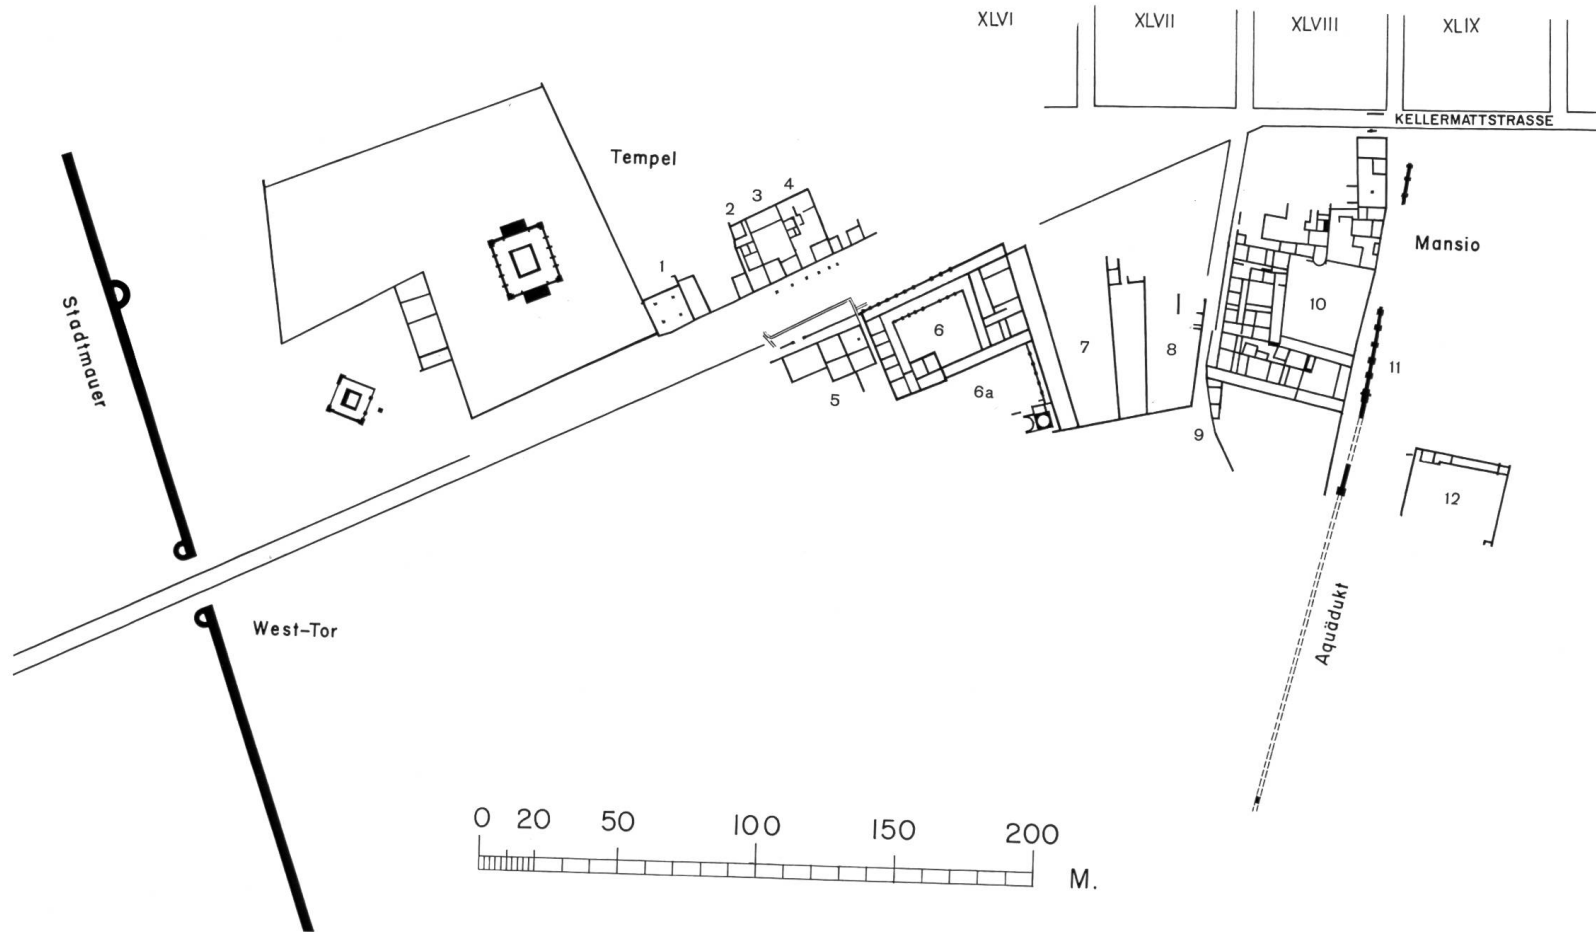 XLVI
XLVII
XLVIII
XLIX
KELLERMATTSTRASSE
Tempel
2
3
4
Mansio
1
10
Stadtmauer
6
7
8
11
5
6a
9
12
West-Tor
Aquädukt
0 20 50 100 150 200
M.